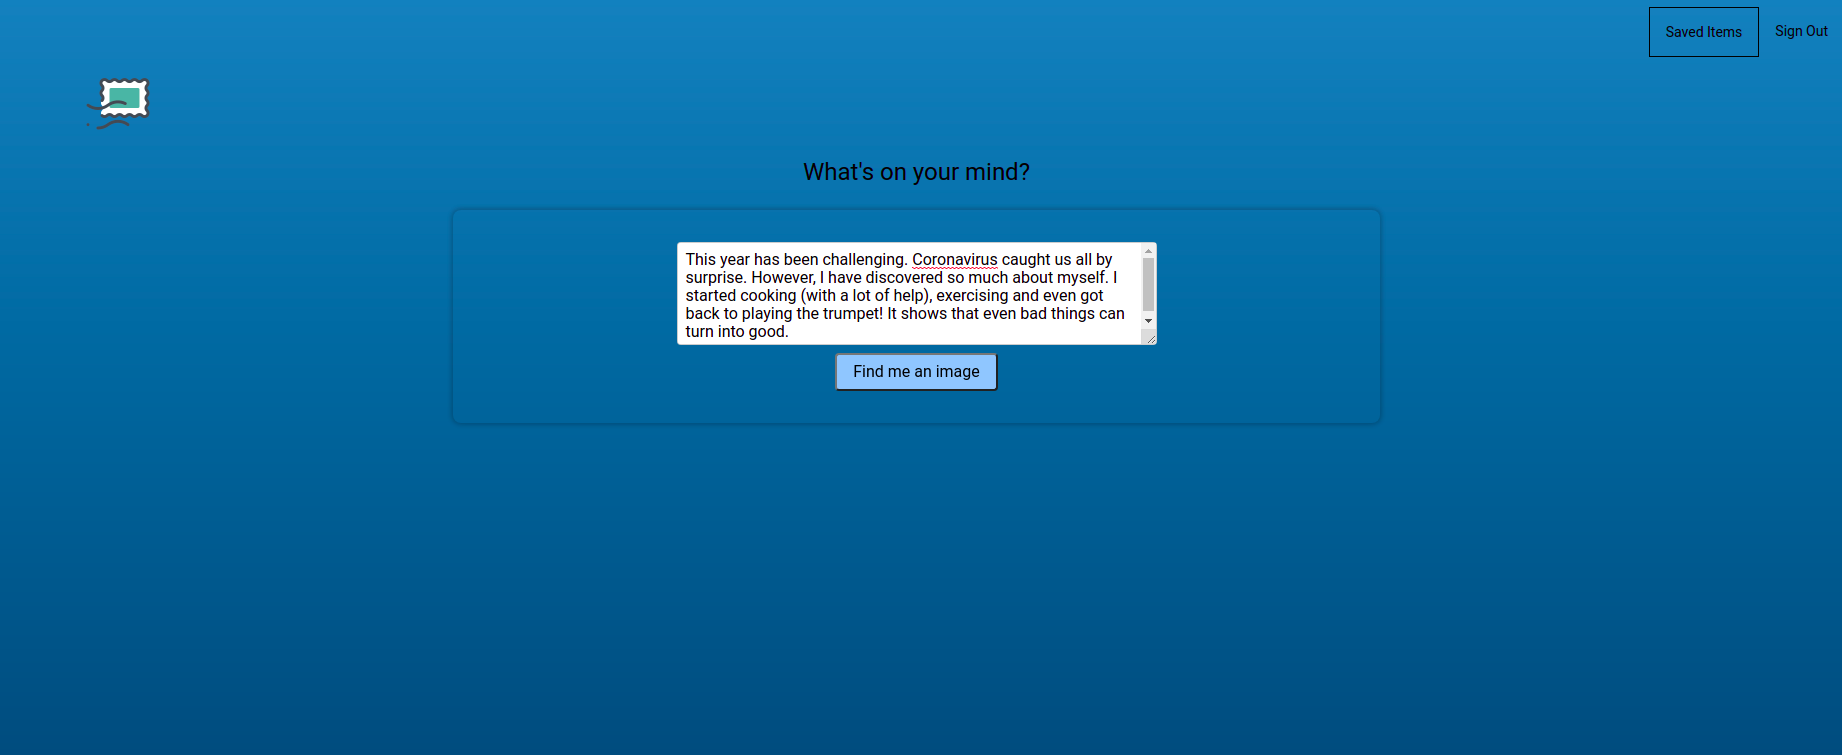 Saved Items
Sign Out
What's on your mind?
This year has been challenging. Coronavirus caught us all by
surprise. However, I have discovered so much about myself. I
started cooking (with a lot of help), exercising and even got
back to playing the trumpet! It shows that even bad things can
turn into good.
Find me an image